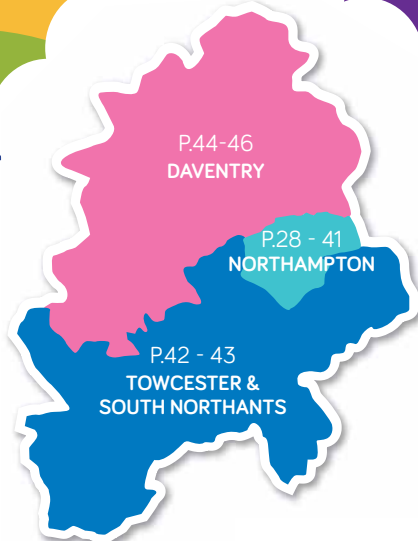 P.44-46
DAVENTRY
P.28 - 41
NORTHAMPTON
P.42 - 43
TOWCESTER &
SOUTH NORTHANTS